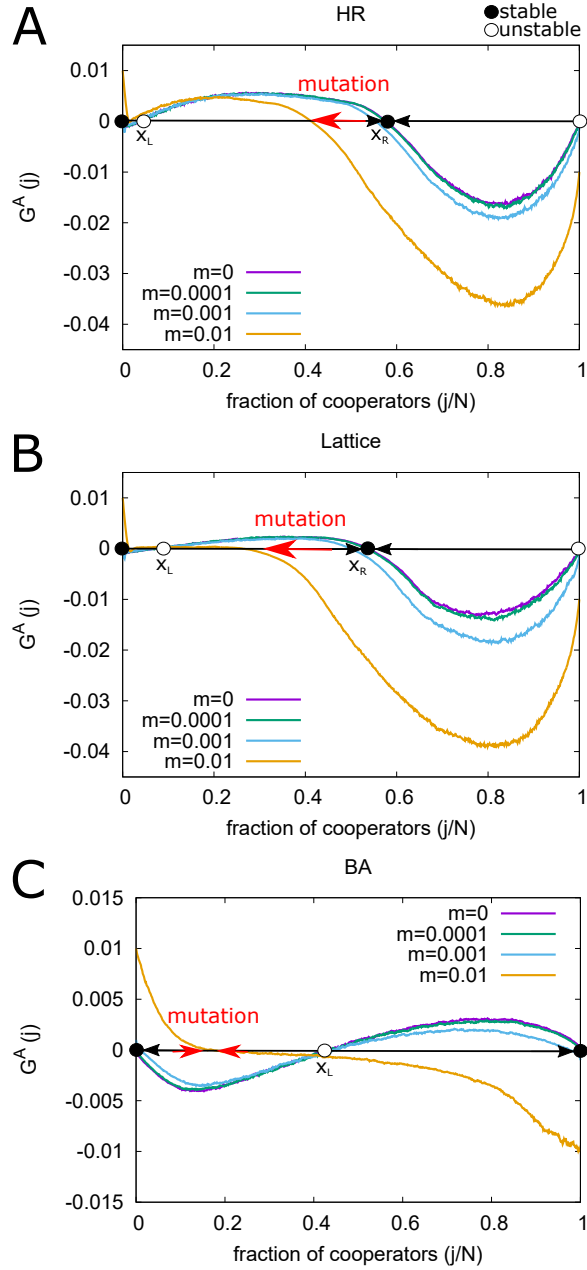 A
HR
stable
unstable
0.01
0
-0.01
-0.02
-0.03
-0.04
G^A (j)
mutation
x_L
x_R
m=0
m=0.0001
m=0.001
m=0.01
0 0.2 0.4 0.6 0.8 1
fraction of cooperators (j/N)
B
Lattice
0.01
0
-0.01
-0.02
-0.03
-0.04
G^A (j)
mutation
x_L
x_R
m=0
m=0.0001
m=0.001
m=0.01
0 0.2 0.4 0.6 0.8 1
fraction of cooperators (j/N)
C
BA
0.015
0.01
0.005
0
-0.005
-0.01
-0.015
G^A (j)
m=0
m=0.0001
m=0.001
m=0.01
mutation
x_L
0 0.2 0.4 0.6 0.8 1
fraction of cooperators (j/N)